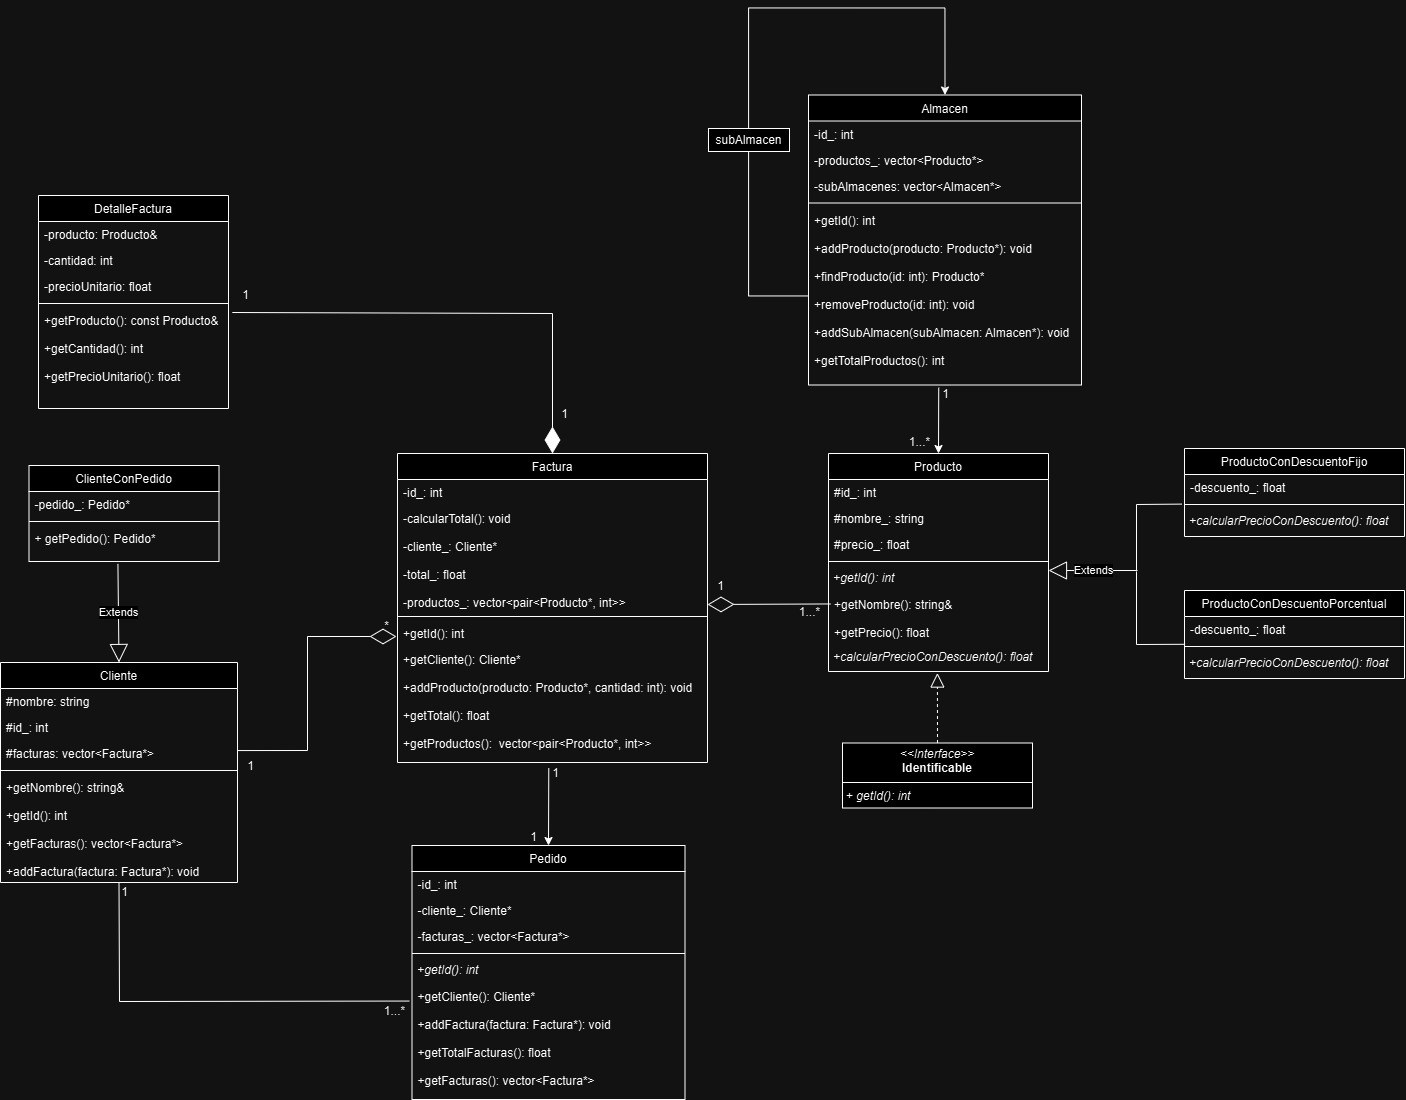 subAlmacen
Almacen
-id_: int
-productos_: vector<Producto*>
-subAlmacenes: vector<Almacen*>
+getId(): int
+addProducto(producto: Producto*): void
+findProducto(id: int): Producto*
+removeProducto(id: int): void
+addSubAlmacen(subAlmacen: Almacen*): void
+getTotalProductos(): int
1
1...*
DetalleFactura
-producto: Producto&
-cantidad: int
-precioUnitario: float
+getProducto(): const Producto&
+getCantidad(): int
+getPrecioUnitario(): float
1
1
ClienteConPedido
-pedido_: Pedido*
+ getPedido(): Pedido*
Extends
Factura
-id_: int
-calcularTotal(): void
-cliente_: Cliente*
-total_: float
-productos_: vector<pair<Producto*, int>>
+getId(): int
+getCliente(): Cliente*
+addProducto(producto: Producto*, cantidad: int): void
+getTotal(): float
+getProductos():  vector<pair<Producto*, int>>
1
1...*
*
1
1
1
Producto
#id_: int
#nombre_: string
#precio_: float
+getId(): int
+getNombre(): string&
+getPrecio(): float
+calcularPrecioConDescuento(): float
Extends
ProductoConDescuentoFijo
-descuento_: float
+calcularPrecioConDescuento(): float
ProductoConDescuentoPorcentual
-descuento_: float
+calcularPrecioConDescuento(): float
<<Interface>>
Identificable
+ getId(): int
Cliente
#nombre: string
#id_: int
#facturas: vector<Factura*>
+getNombre(): string&
+getId(): int
+getFacturas(): vector<Factura*>
+addFactura(factura: Factura*): void
1
1...*
Pedido
-id_: int
-cliente_: Cliente*
-facturas_: vector<Factura*>
+getId(): int
+getCliente(): Cliente*
+addFactura(factura: Factura*): void
+getTotalFacturas(): float
+getFacturas(): vector<Factura*>